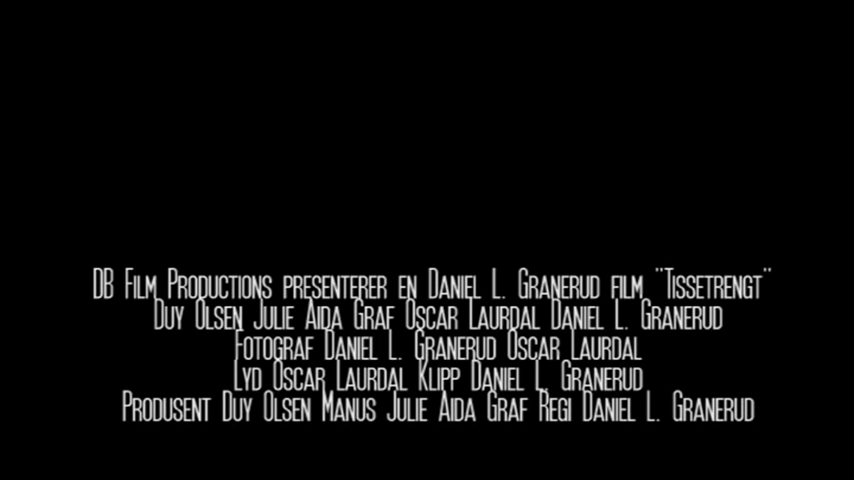 DB Film Productions presenterer en Daniel L. Granerud film "Tissetrengt"
Duy Olsen Julie Aida Graf Oscar Laurdal Daniel L. Granerud
Fotograf Daniel L. Granerud Oscar Laurdal
Lyd Oscar Laurdal Klipp Daniel L. Granerud
Produsent Duy Olsen Manus Julie Aida Graf Regi Daniel L. Granerud